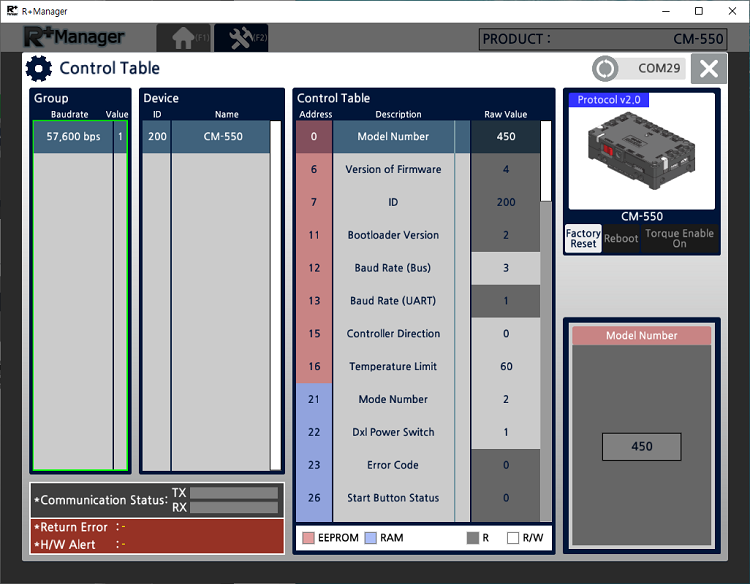 R+Manager
R+Manager
(F1)
(F2)
PRODUCT : CM-550
Control Table
COM29
Group
Baudrate Value
57,600 bps 1
Device
ID Name
200 CM-550
Control Table
Address Description Raw Value
0 Model Number 450
6 Version of Firmware 4
7 ID 200
11 Bootloader Version 2
12 Baud Rate (Bus) 3
13 Baud Rate (UART) 1
15 Controller Direction 0
16 Temperature Limit 60
21 Mode Number 2
22 Dxl Power Switch 1
23 Error Code 0
26 Start Button Status 0
EEPROM RAM R R/W
Protocol v2.0
CM-550
Factory Reset
Reboot
Torque Enable On
Model Number
450
*Communication Status: TX
RX
*Return Error : -
*H/W Alert : -